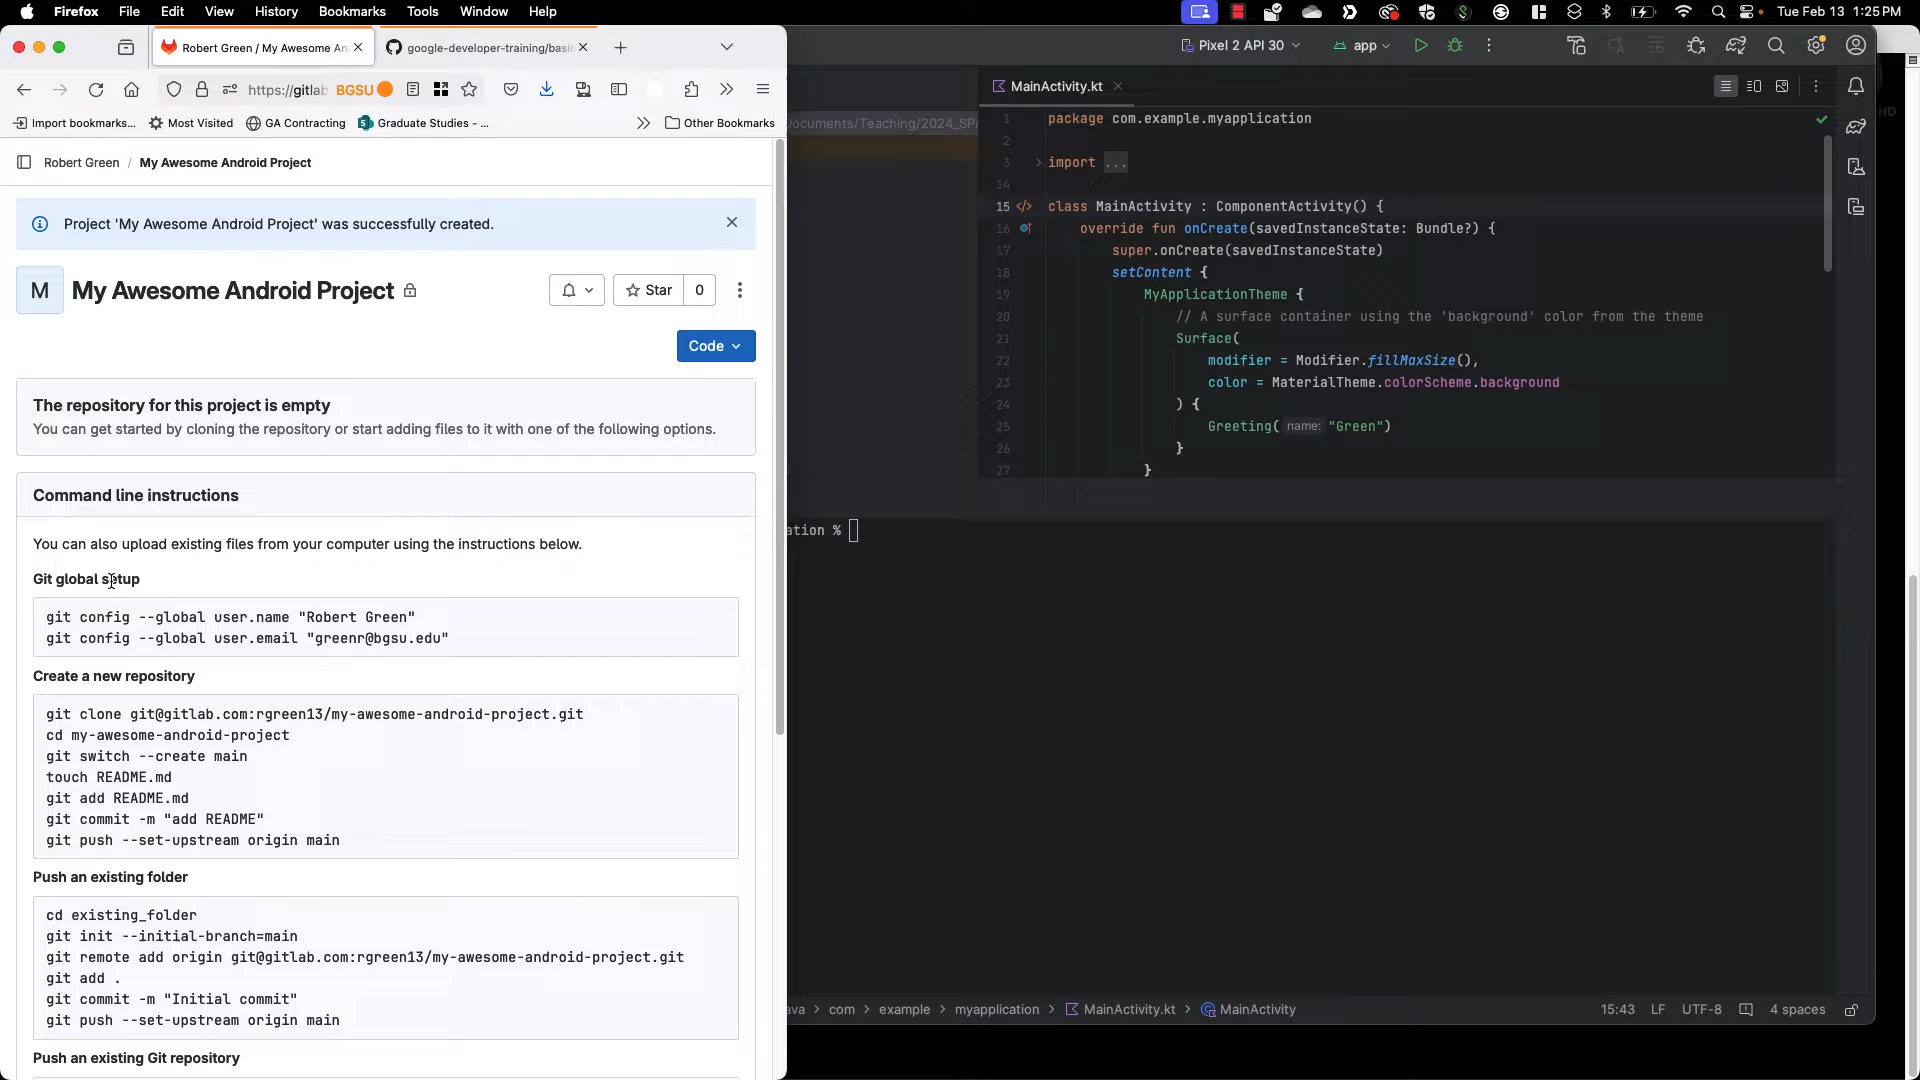 Firefox File Edit View History Bookmarks Tools Window Help
Tue Feb 13 1:25 PM
Robert Green / My Awesome An
google-developer-training/basic
https://gitlab
BGSU
Import bookmarks...
Most Visited
GA Contracting
Graduate Studies - ...
Other Bookmarks
Robert Green / My Awesome Android Project
Project 'My Awesome Android Project' was successfully created.
M
My Awesome Android Project
Star
0
Code
The repository for this project is empty
You can get started by cloning the repository or start adding files to it with one of the following options.
Command line instructions
You can also upload existing files from your computer using the instructions below.
Git global setup
git config --global user.name "Robert Green"
git config --global user.email "greenr@bgsu.edu"
Create a new repository
git clone git@gitlab.com:rgreen13/my-awesome-android-project.git
cd my-awesome-android-project
git switch --create main
touch README.md
git add README.md
git commit -m "add README"
git push --set-upstream origin main
Push an existing folder
cd existing_folder
git init --initial-branch=main
git remote add origin git@gitlab.com:rgreen13/my-awesome-android-project.git
git add .
git commit -m "Initial commit"
git push --set-upstream origin main
Push an existing Git repository
Pixel 2 API 30
app
MainActivity.kt
ocuments/Teaching/2024_SP/
1 package com.example.myapplication
2
3 import ...
14
15 class MainActivity : ComponentActivity() {
16 override fun onCreate(savedInstanceState: Bundle?) {
17 super.onCreate(savedInstanceState)
18 setContent {
19 MyApplicationTheme {
20 // A surface container using the 'background' color from the theme
21 Surface(
22 modifier = Modifier.fillMaxSize(),
23 color = MaterialTheme.colorScheme.background
24 ) {
25 Greeting( name: "Green")
26 }
27 }
ation %
ava > com > example > myapplication > MainActivity.kt > MainActivity
15:43 LF UTF-8 4 spaces
HD